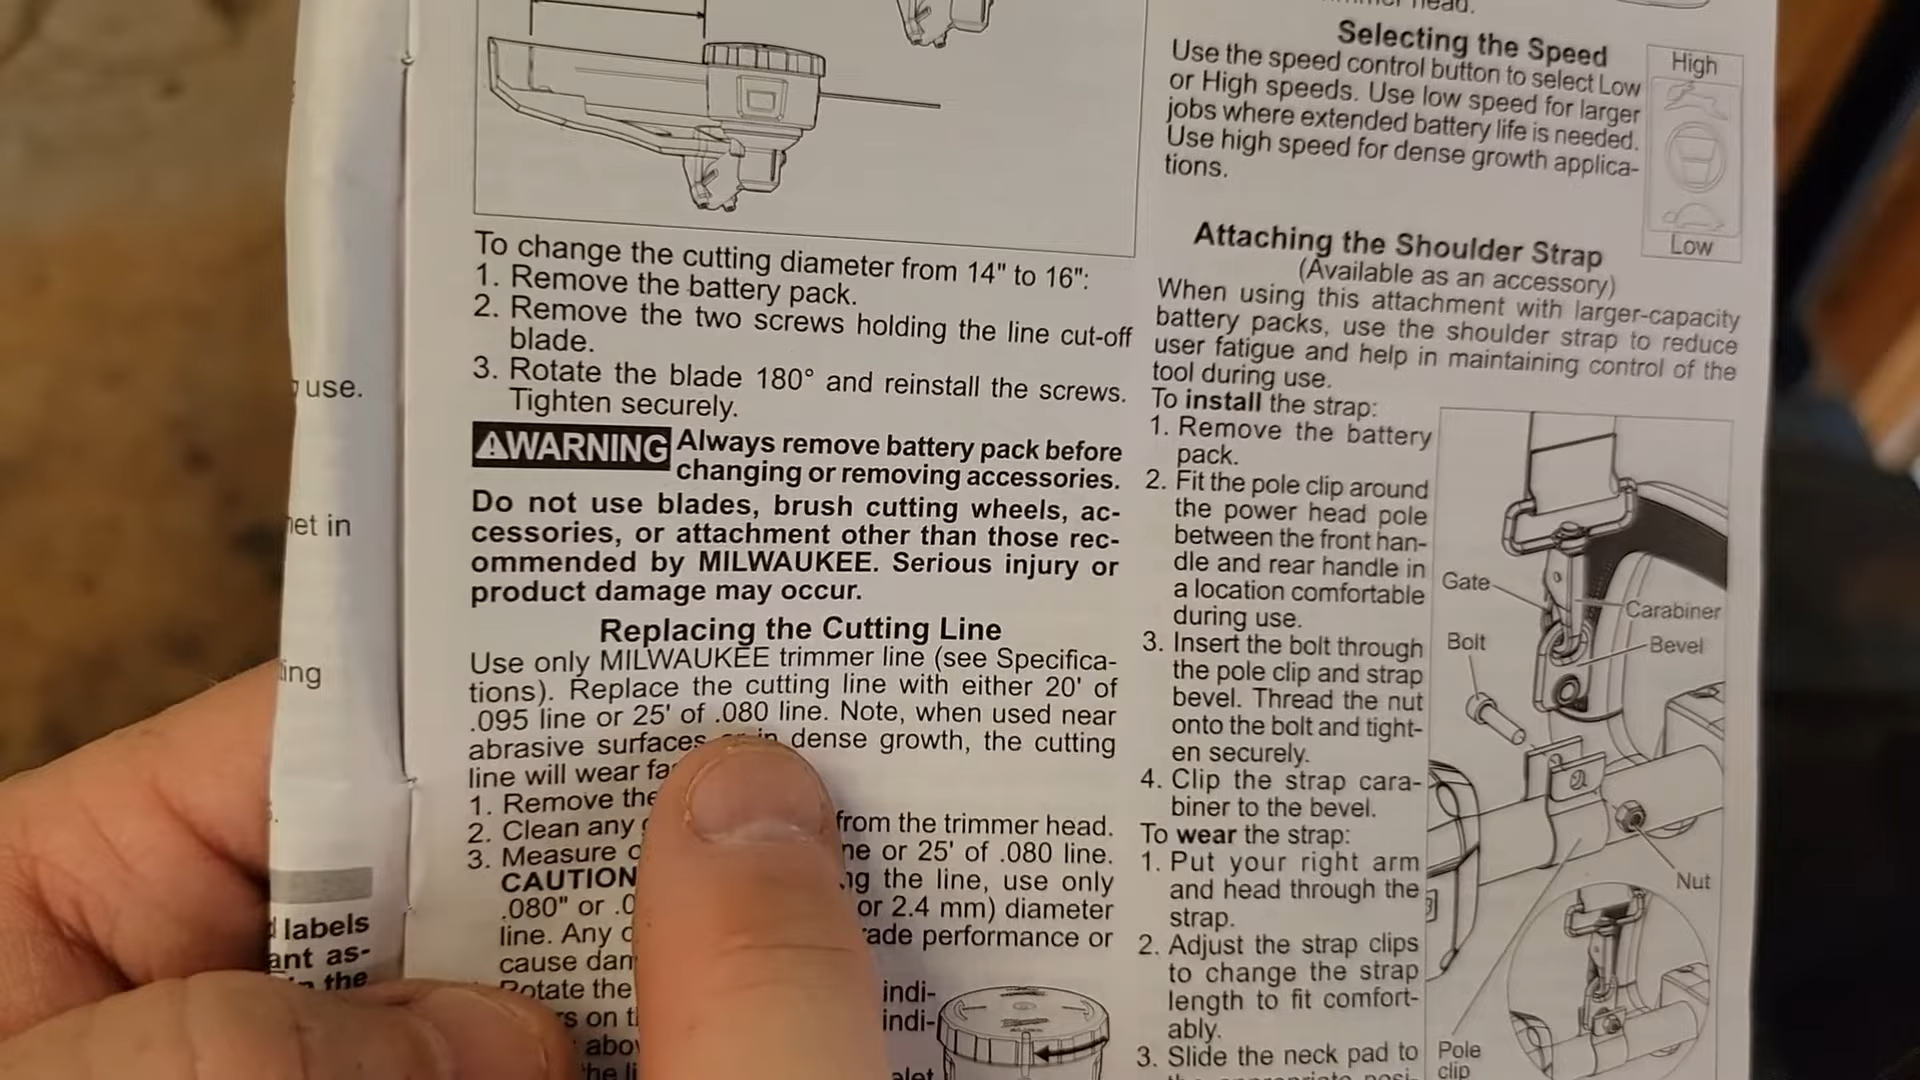 use.
et in
ing
labels
ant as-
the
To change the cutting diameter from 14" to 16":
1. Remove the battery pack.
2. Remove the two screws holding the line cut-off
blade.
3. Rotate the blade 180° and reinstall the screws.
Tighten securely.
⚠WARNING Always remove battery pack before
changing or removing accessories.
Do not use blades, brush cutting wheels, ac-
cessories, or attachment other than those rec-
ommended by MILWAUKEE. Serious injury or
product damage may occur.
Replacing the Cutting Line
Use only MILWAUKEE trimmer line (see Specifica-
tions). Replace the cutting line with either 20' of
.095 line or 25' of .080 line. Note, when used near
abrasive surfaces or in dense growth, the cutting
line will wear
1. Remove the
2. Clean any from the trimmer head.
3. Measure or 25' of .080 line.
CAUTION the line, use only
.080" or or 2.4 mm) diameter
line. Any performance or
cause
Rotate the indi-
on indi-
head.
Selecting the Speed
Use the speed control button to select Low
or High speeds. Use low speed for larger
jobs where extended battery life is needed.
Use high speed for dense growth applica-
tions.
High
Low
Attaching the Shoulder Strap
(Available as an accessory)
When using this attachment with larger-capacity
battery packs, use the shoulder strap to reduce
user fatigue and help in maintaining control of the
tool during use.
To install the strap:
1. Remove the battery
pack.
2. Fit the pole clip around
the power head pole
between the front han-
dle and rear handle in
a location comfortable
during use.
3. Insert the bolt through
the pole clip and strap
bevel. Thread the nut
onto the bolt and tight-
en securely.
4. Clip the strap cara-
biner to the bevel.
To wear the strap:
1. Put your right arm
and head through the
strap.
2. Adjust the strap clips
to change the strap
length to fit comfort-
ably.
3. Slide the neck pad to
Gate
Carabiner
Bolt
Bevel
Nut
Pole
clip